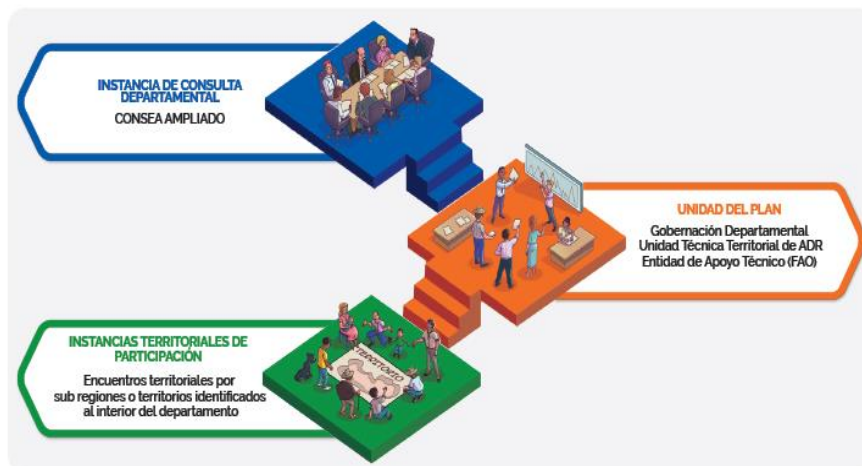 INSTANCIA DE CONSULTA
DEPARTAMENTAL
CONSEA AMPLIADO
UNIDAD DEL PLAN
Gobernación Departamental
Unidad Técnica Territorial de ADR
Entidad de Apoyo Técnico (FAO)
INSTANCIAS TERRITORIALES DE
PARTICIPACIÓN
Encuentros territoriales por
sub regiones o territorios identificados
al interior del departamento
TERRITORIO